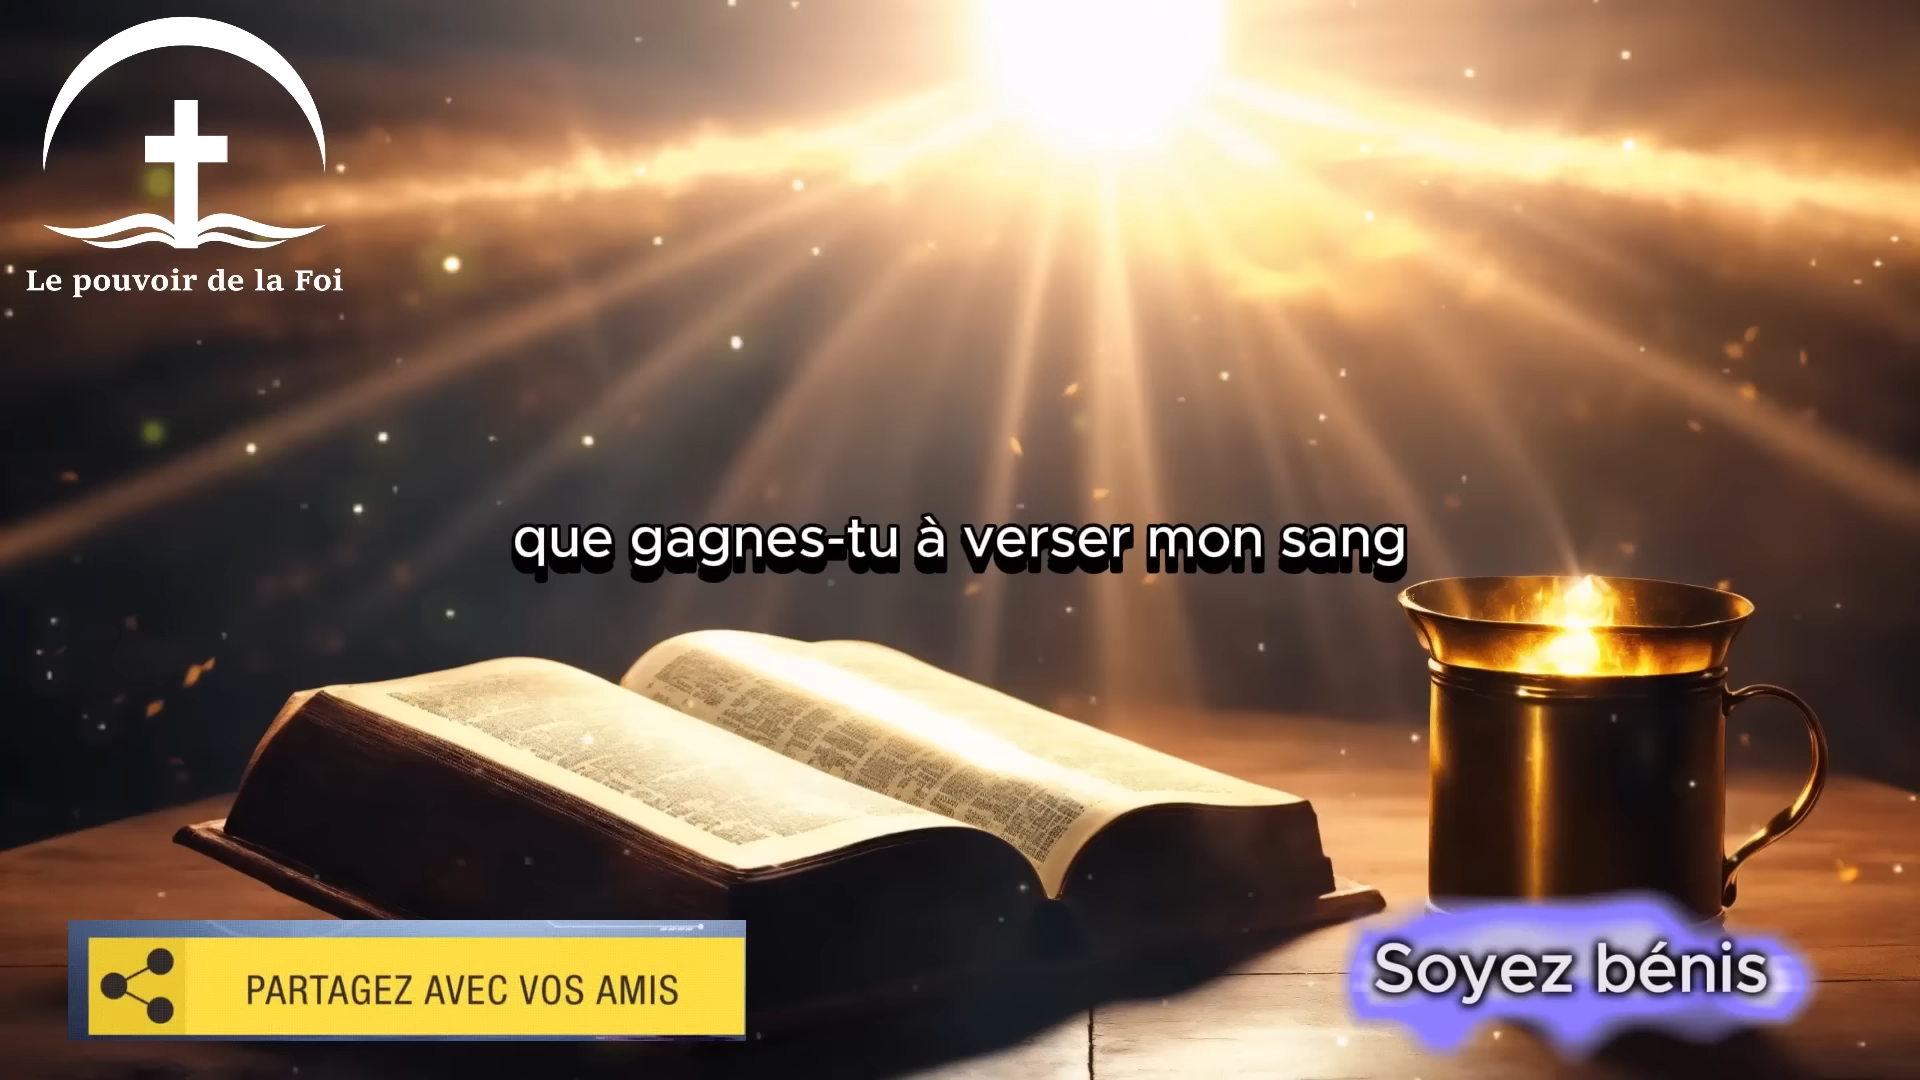 Le pouvoir de la Foi
que gagnes-tu à verser mon sang
PARTAGEZ AVEC VOS AMIS
Soyez bénis